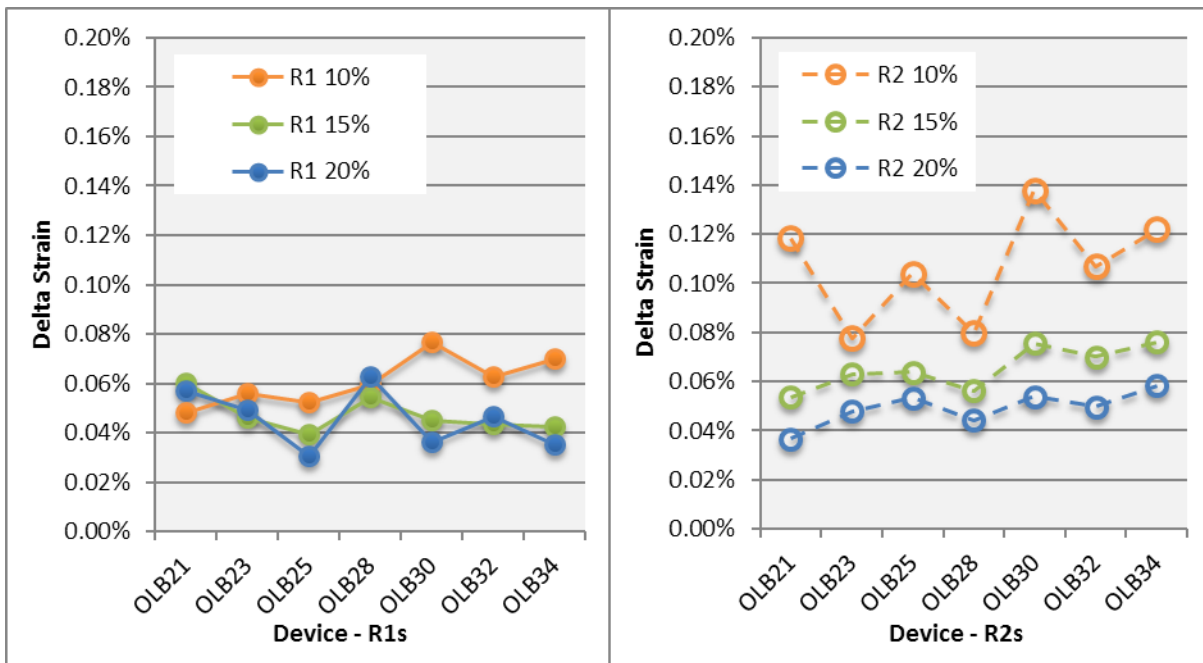 0.20%
0.18%
0.16%
0.14%
0.12%
0.10%
0.08%
0.06%
0.04%
0.02%
0.00%
Delta Strain
R1 10%
R1 15%
R1 20%
OLB21
OLB23
OLB25
OLB28
OLB30
OLB32
OLB34
Device - R1s
0.20%
0.18%
0.16%
0.14%
0.12%
0.10%
0.08%
0.06%
0.04%
0.02%
0.00%
Delta Strain
R2 10%
R2 15%
R2 20%
OLB21
OLB23
OLB25
OLB28
OLB30
OLB32
OLB34
Device - R2s